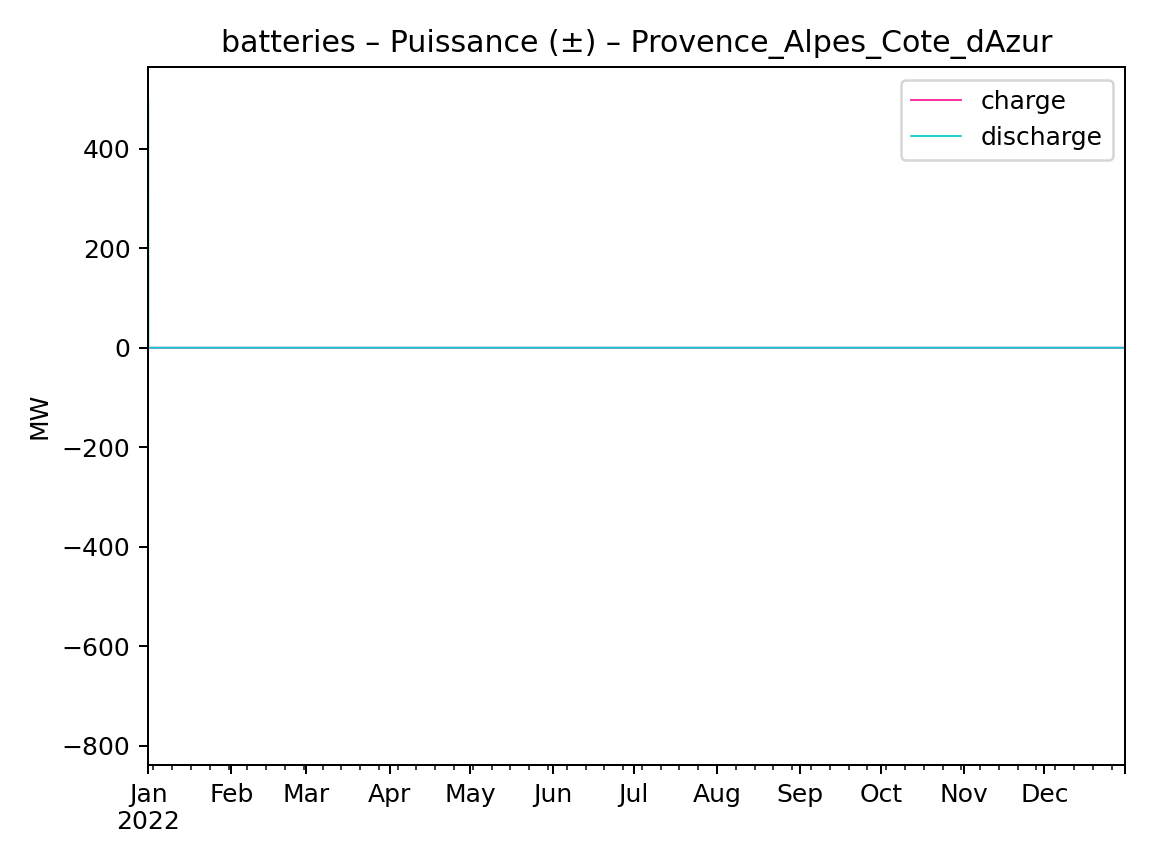 batteries – Puissance (±) – Provence_Alpes_Cote_dAzur
charge
discharge
400
200
0
−200
−400
−600
−800
MW
Jan Feb Mar Apr May Jun Jul Aug Sep Oct Nov Dec
2022